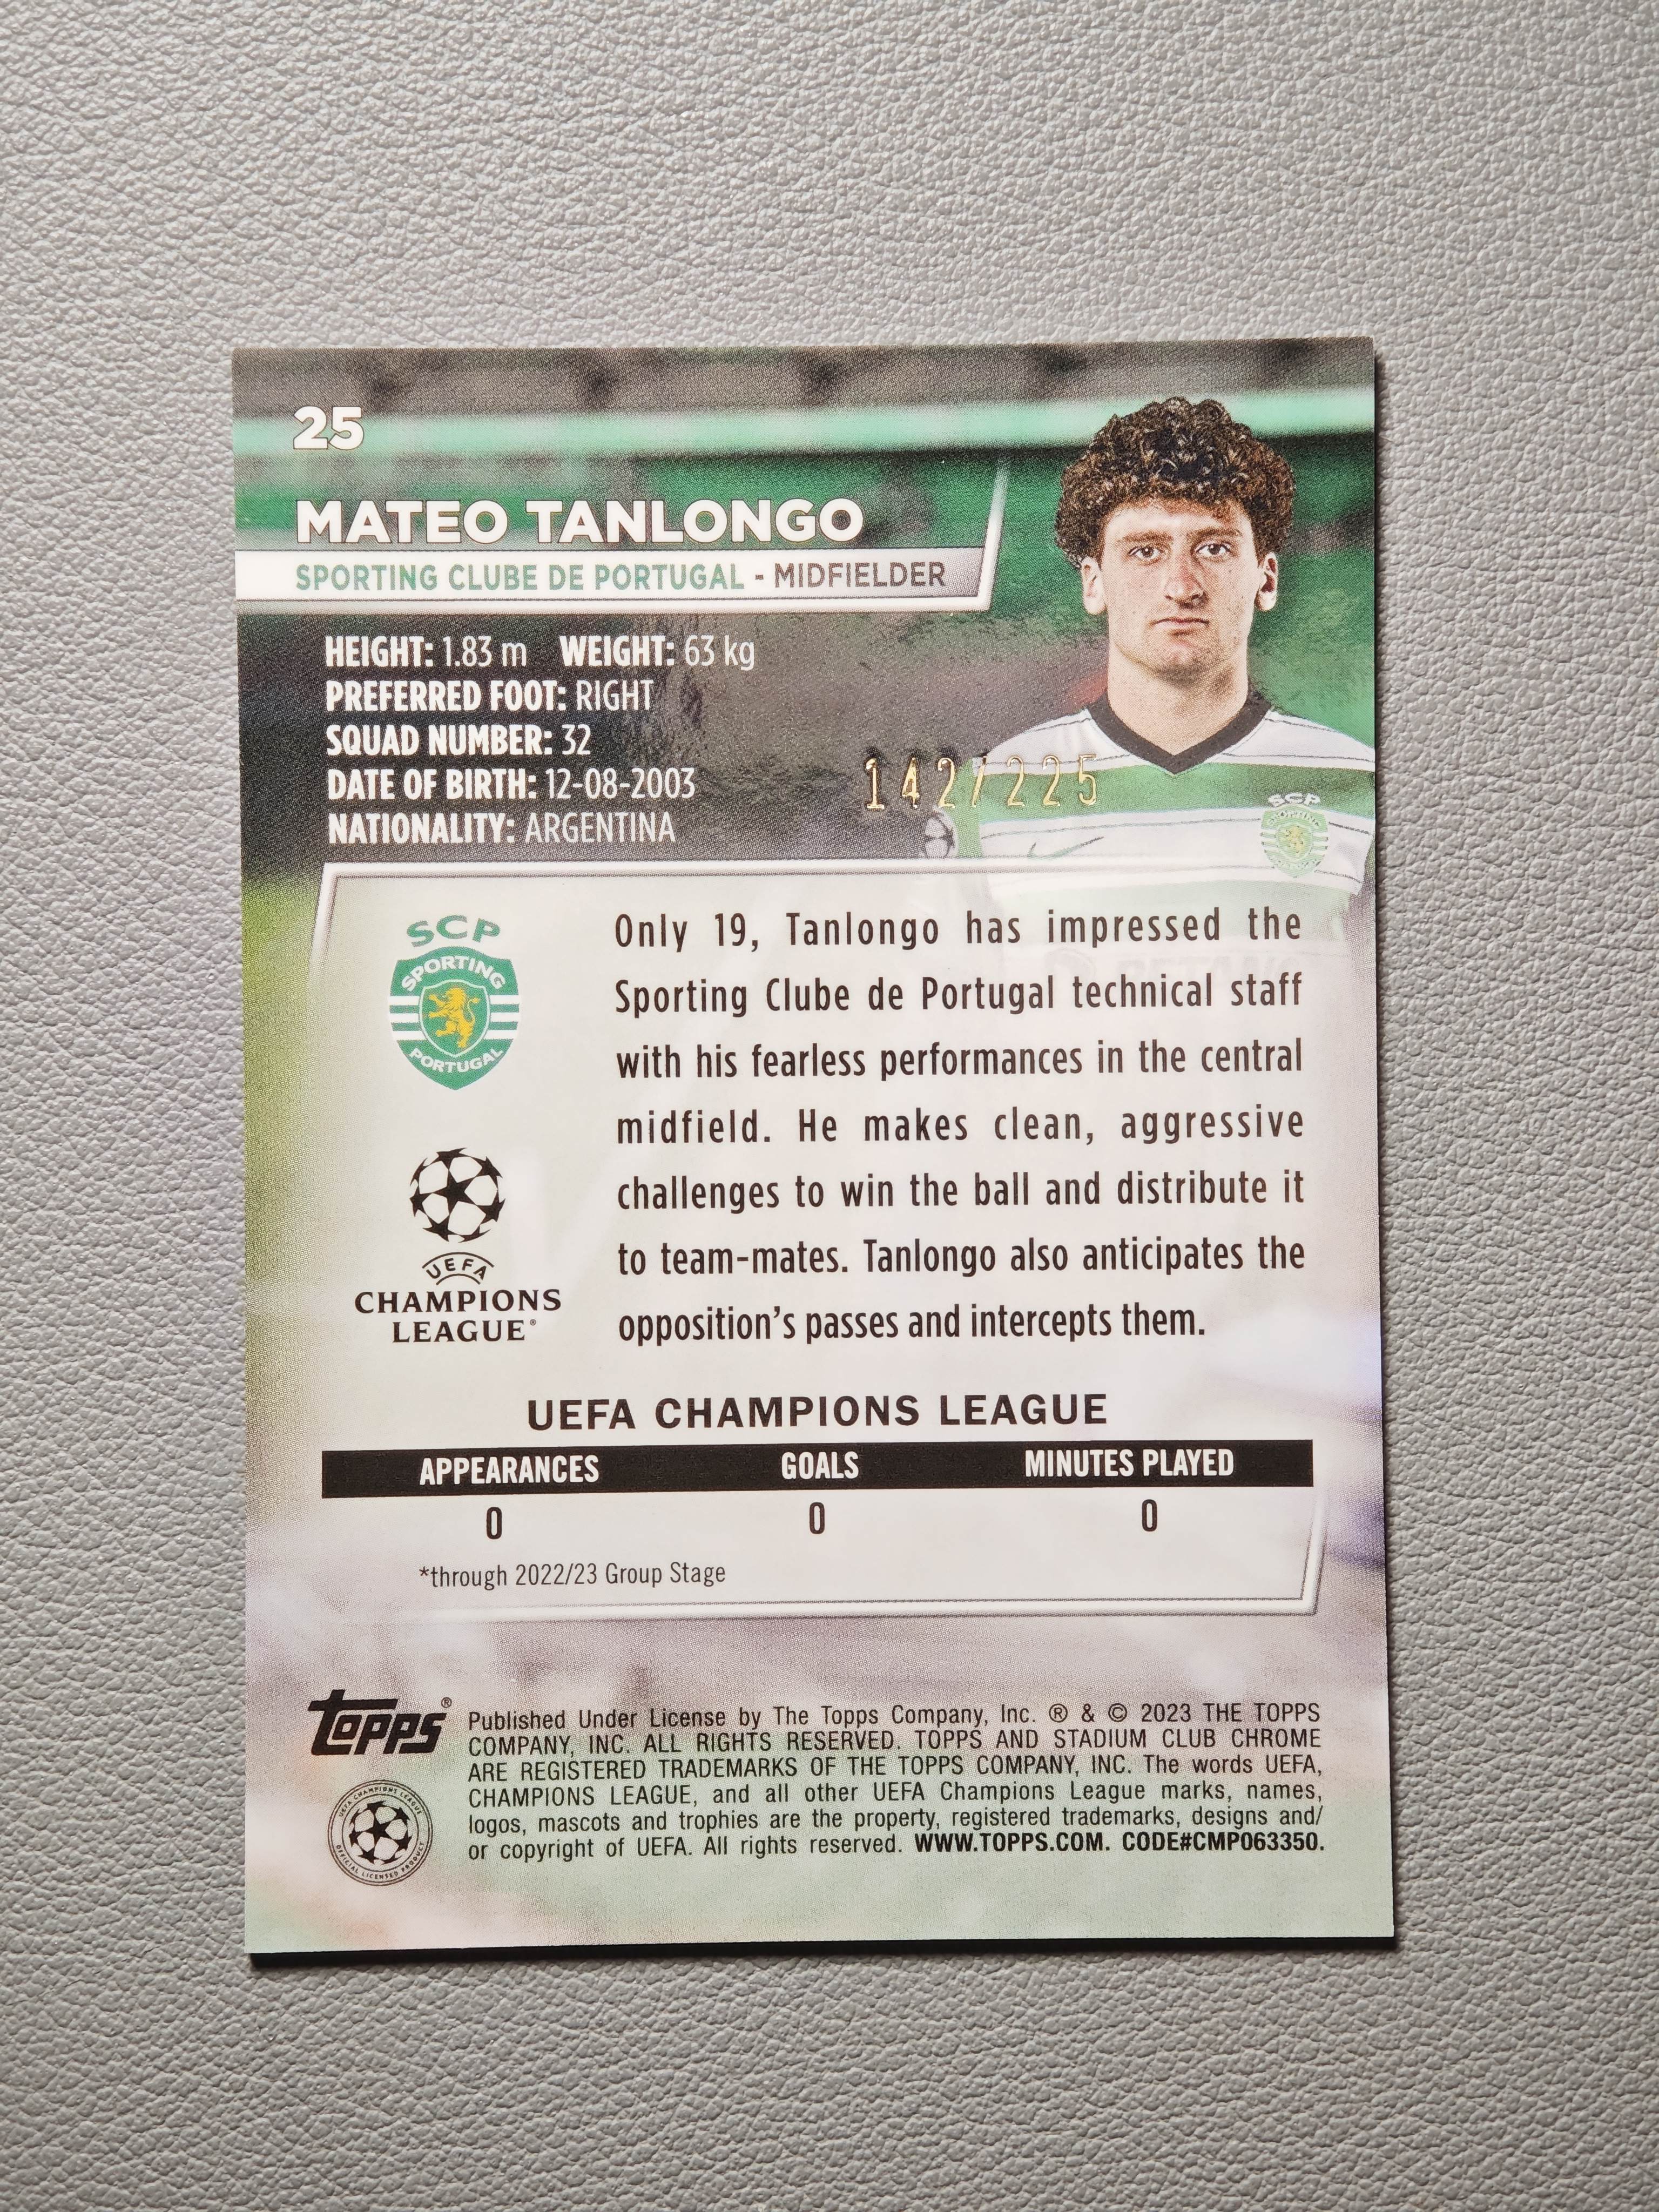 25
MATEO TANLONGO
SPORTING CLUBE DE PORTUGAL - MIDFIELDER
HEIGHT: 1.83 m WEIGHT: 63 kg
PREFERRED FOOT: RIGHT
SQUAD NUMBER: 32
DATE OF BIRTH: 12-08-2003
NATIONALITY: ARGENTINA
142/225
SCP
SPORTING
SCP
SPORTING
PORTUGAL
UEFA
CHAMPIONS
LEAGUE®
Only 19, Tanlongo has impressed the
Sporting Clube de Portugal technical staff
with his fearless performances in the central
midfield. He makes clean, aggressive
challenges to win the ball and distribute it
to team-mates. Tanlongo also anticipates the
opposition's passes and intercepts them.
UEFA CHAMPIONS LEAGUE
APPEARANCES GOALS MINUTES PLAYED
0 0 0
*through 2022/23 Group Stage
topps®
Published Under License by The Topps Company, Inc. ® & © 2023 THE TOPPS
COMPANY, INC. ALL RIGHTS RESERVED. TOPPS AND STADIUM CLUB CHROME
ARE REGISTERED TRADEMARKS OF THE TOPPS COMPANY, INC. The words UEFA,
CHAMPIONS LEAGUE, and all other UEFA Champions League marks, names,
logos, mascots and trophies are the property, registered trademarks, designs and/
or copyright of UEFA. All rights reserved. WWW.TOPPS.COM. CODE#CMP063350.
UEFA CHAMPIONS LEAGUE
OFFICIAL LICENSED PRODUCT